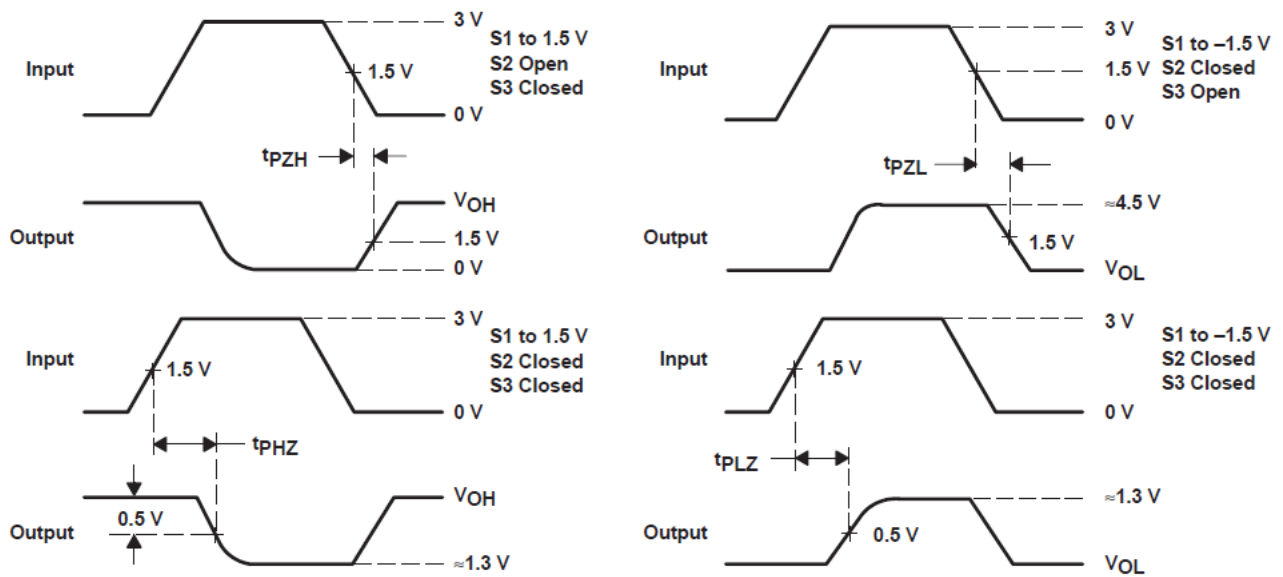 3 V
S1 to 1.5 V
S2 Open
S3 Closed
Input
1.5 V
0 V
tPZH
VOH
Output
1.5 V
0 V
3 V
S1 to –1.5 V
S2 Closed
S3 Open
Input
1.5 V
0 V
tPZL
≈4.5 V
Output
1.5 V
VOL
3 V
S1 to 1.5 V
S2 Closed
S3 Closed
Input
1.5 V
0 V
tPHZ
VOH
0.5 V
Output
≈1.3 V
3 V
S1 to –1.5 V
S2 Closed
S3 Closed
Input
1.5 V
0 V
tPLZ
≈1.3 V
Output
0.5 V
VOL